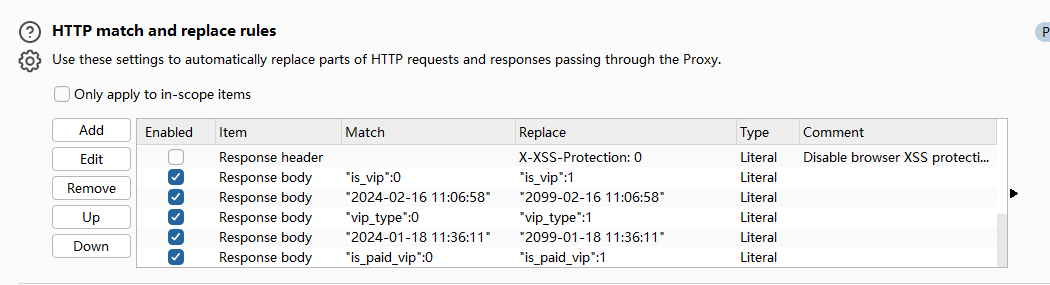 HTTP match and replace rules
P
Use these settings to automatically replace parts of HTTP requests and responses passing through the Proxy.
Only apply to in-scope items
Add
Edit
Remove
Up
Down
Enabled Item Match Replace Type Comment
Response header X-XSS-Protection: 0 Literal Disable browser XSS protecti...
Response body "is_vip":0 "is_vip":1 Literal
Response body "2024-02-16 11:06:58" "2099-02-16 11:06:58" Literal
Response body "vip_type":0 "vip_type":1 Literal
Response body "2024-01-18 11:36:11" "2099-01-18 11:36:11" Literal
Response body "is_paid_vip":0 "is_paid_vip":1 Literal